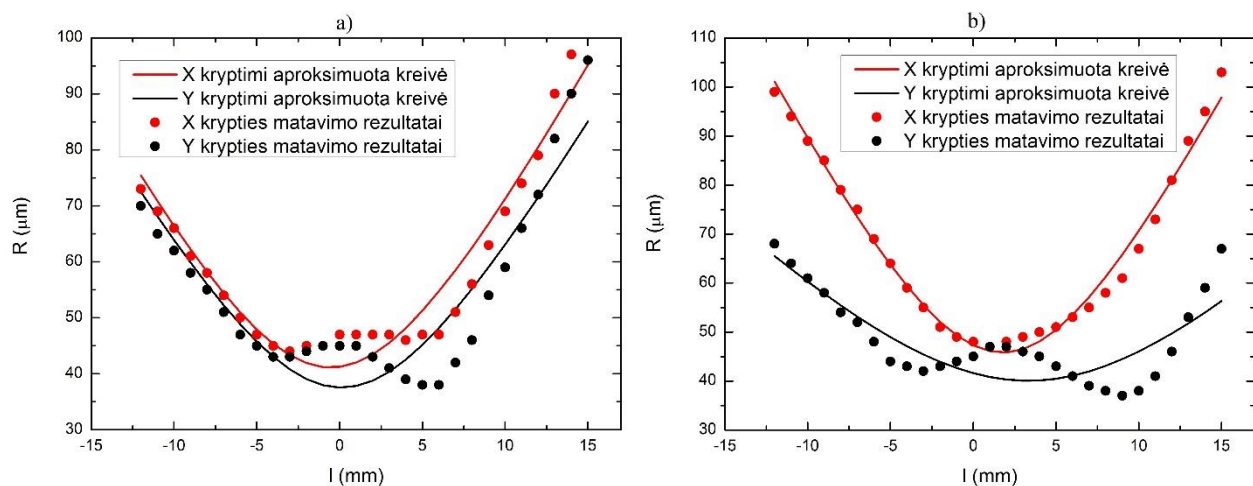 a)
100
90
80
70
60
50
40
30
R (μm)
X kryptimi aproksimuota kreivė
Y kryptimi aproksimuota kreivė
X krypties matavimo rezultatai
Y krypties matavimo rezultatai
-15 -10 -5 0 5 10 15
l (mm)
b)
110
100
90
80
70
60
50
40
30
R (μm)
X kryptimi aproksimuota kreivė
Y kryptimi aproksimuota kreivė
X krypties matavimo rezultatai
Y krypties matavimo rezultatai
-15 -10 -5 0 5 10 15
l (mm)